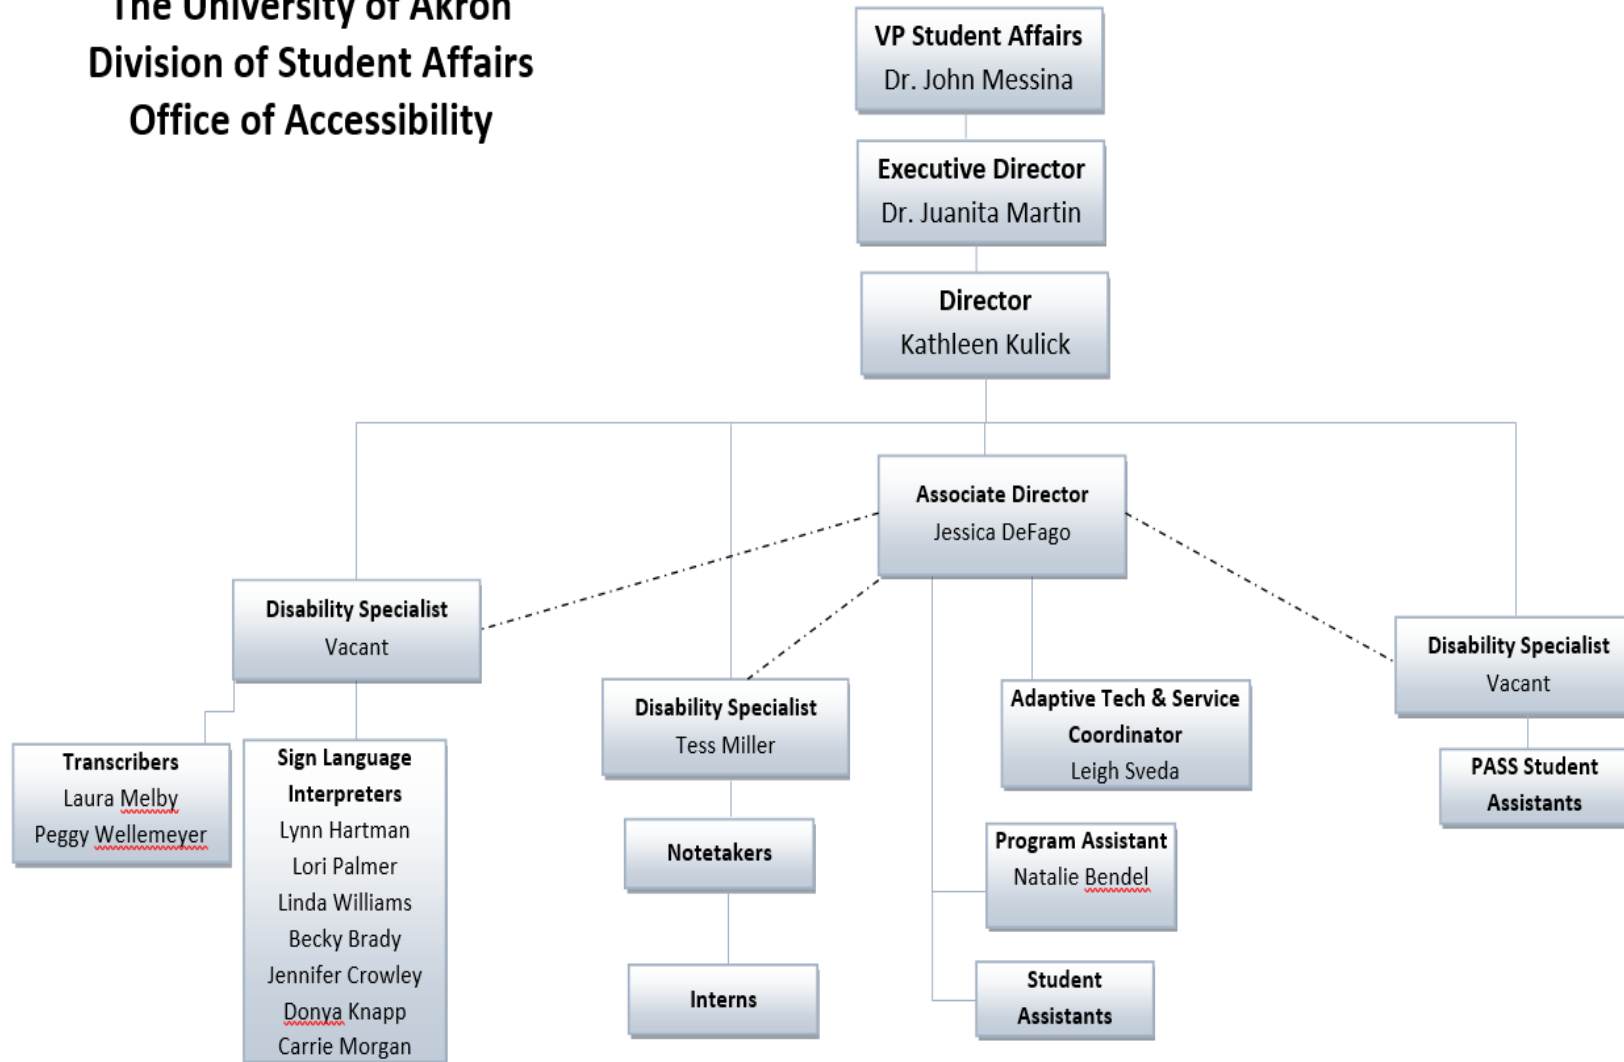 The University of Akron
Division of Student Affairs
Office of Accessibility
VP Student Affairs
Dr. John Messina
Executive Director
Dr. Juanita Martin
Director
Kathleen Kulick
Associate Director
Jessica DeFago
Disability Specialist
Vacant
Disability Specialist
Tess Miller
Adaptive Tech & Service
Coordinator
Leigh Sveda
Disability Specialist
Vacant
Transcribers
Laura Melby
Peggy Wellemeyer
Sign Language
Interpreters
Lynn Hartman
Lori Palmer
Linda Williams
Becky Brady
Jennifer Crowley
Donya Knapp
Carrie Morgan
Notetakers
Interns
Program Assistant
Natalie Bendel
Student
Assistants
PASS Student
Assistants